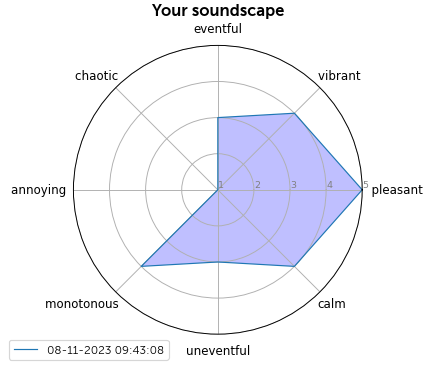 Your soundscape
eventful
chaotic
vibrant
annoying
1
2
3
4
5
pleasant
monotonous
calm
uneventful
08-11-2023 09:43:08